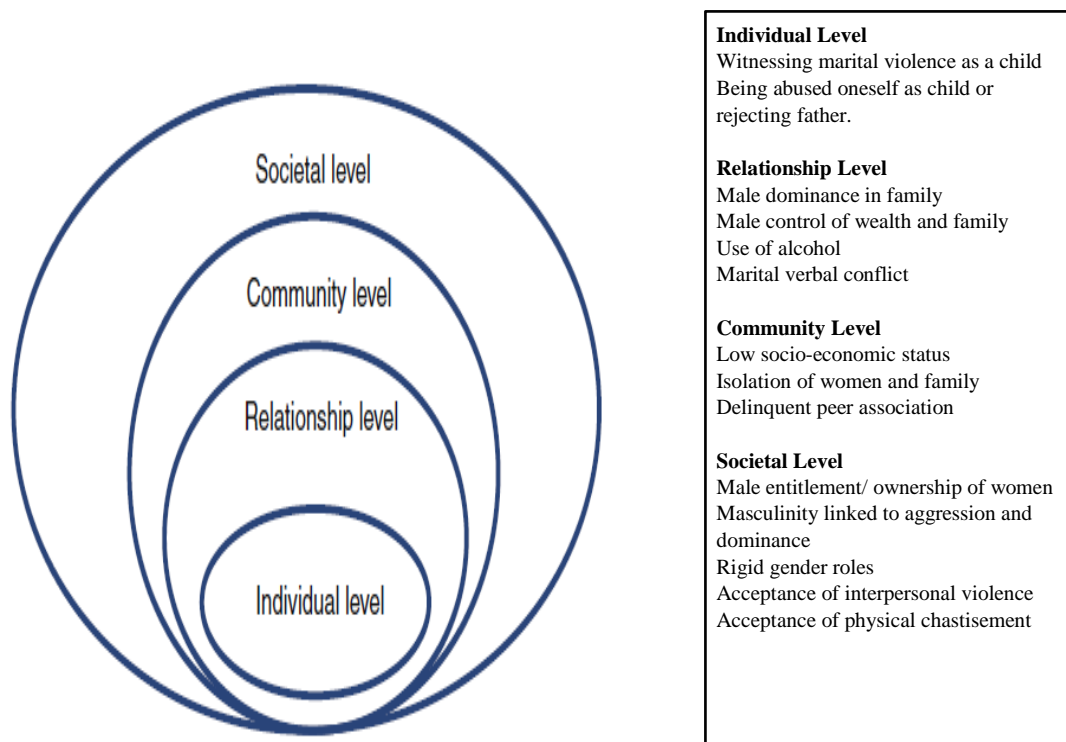 Societal level
Community level
Relationship level
Individual level
Individual Level
Witnessing marital violence as a child
Being abused oneself as child or
rejecting father.
Relationship Level
Male dominance in family
Male control of wealth and family
Use of alcohol
Marital verbal conflict
Community Level
Low socio-economic status
Isolation of women and family
Delinquent peer association
Societal Level
Male entitlement/ ownership of women
Masculinity linked to aggression and
dominance
Rigid gender roles
Acceptance of interpersonal violence
Acceptance of physical chastisement